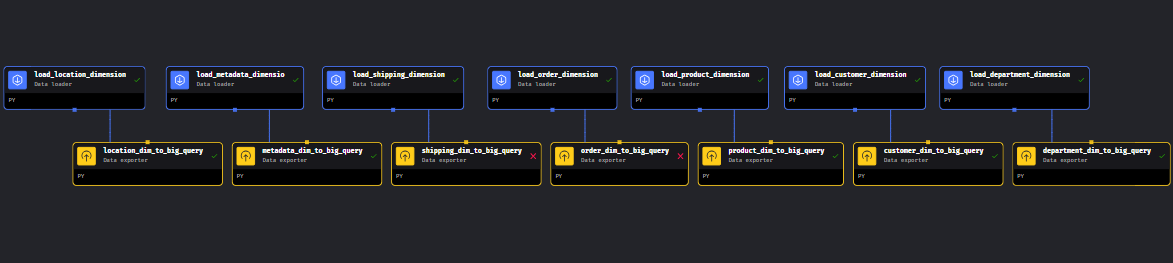 load_location_dimension
Data loader
PY
load_metadata_dimensio
Data loader
PY
load_shipping_dimension
Data loader
PY
load_order_dimension
Data loader
PY
load_product_dimension
Data loader
PY
load_customer_dimension
Data loader
PY
load_department_dimension
Data loader
PY
location_dim_to_big_query
Data exporter
PY
metadata_dim_to_big_query
Data exporter
PY
shipping_dim_to_big_query
Data exporter
PY
order_dim_to_big_query
Data exporter
PY
product_dim_to_big_query
Data exporter
PY
customer_dim_to_big_query
Data exporter
PY
department_dim_to_big_query
Data exporter
PY